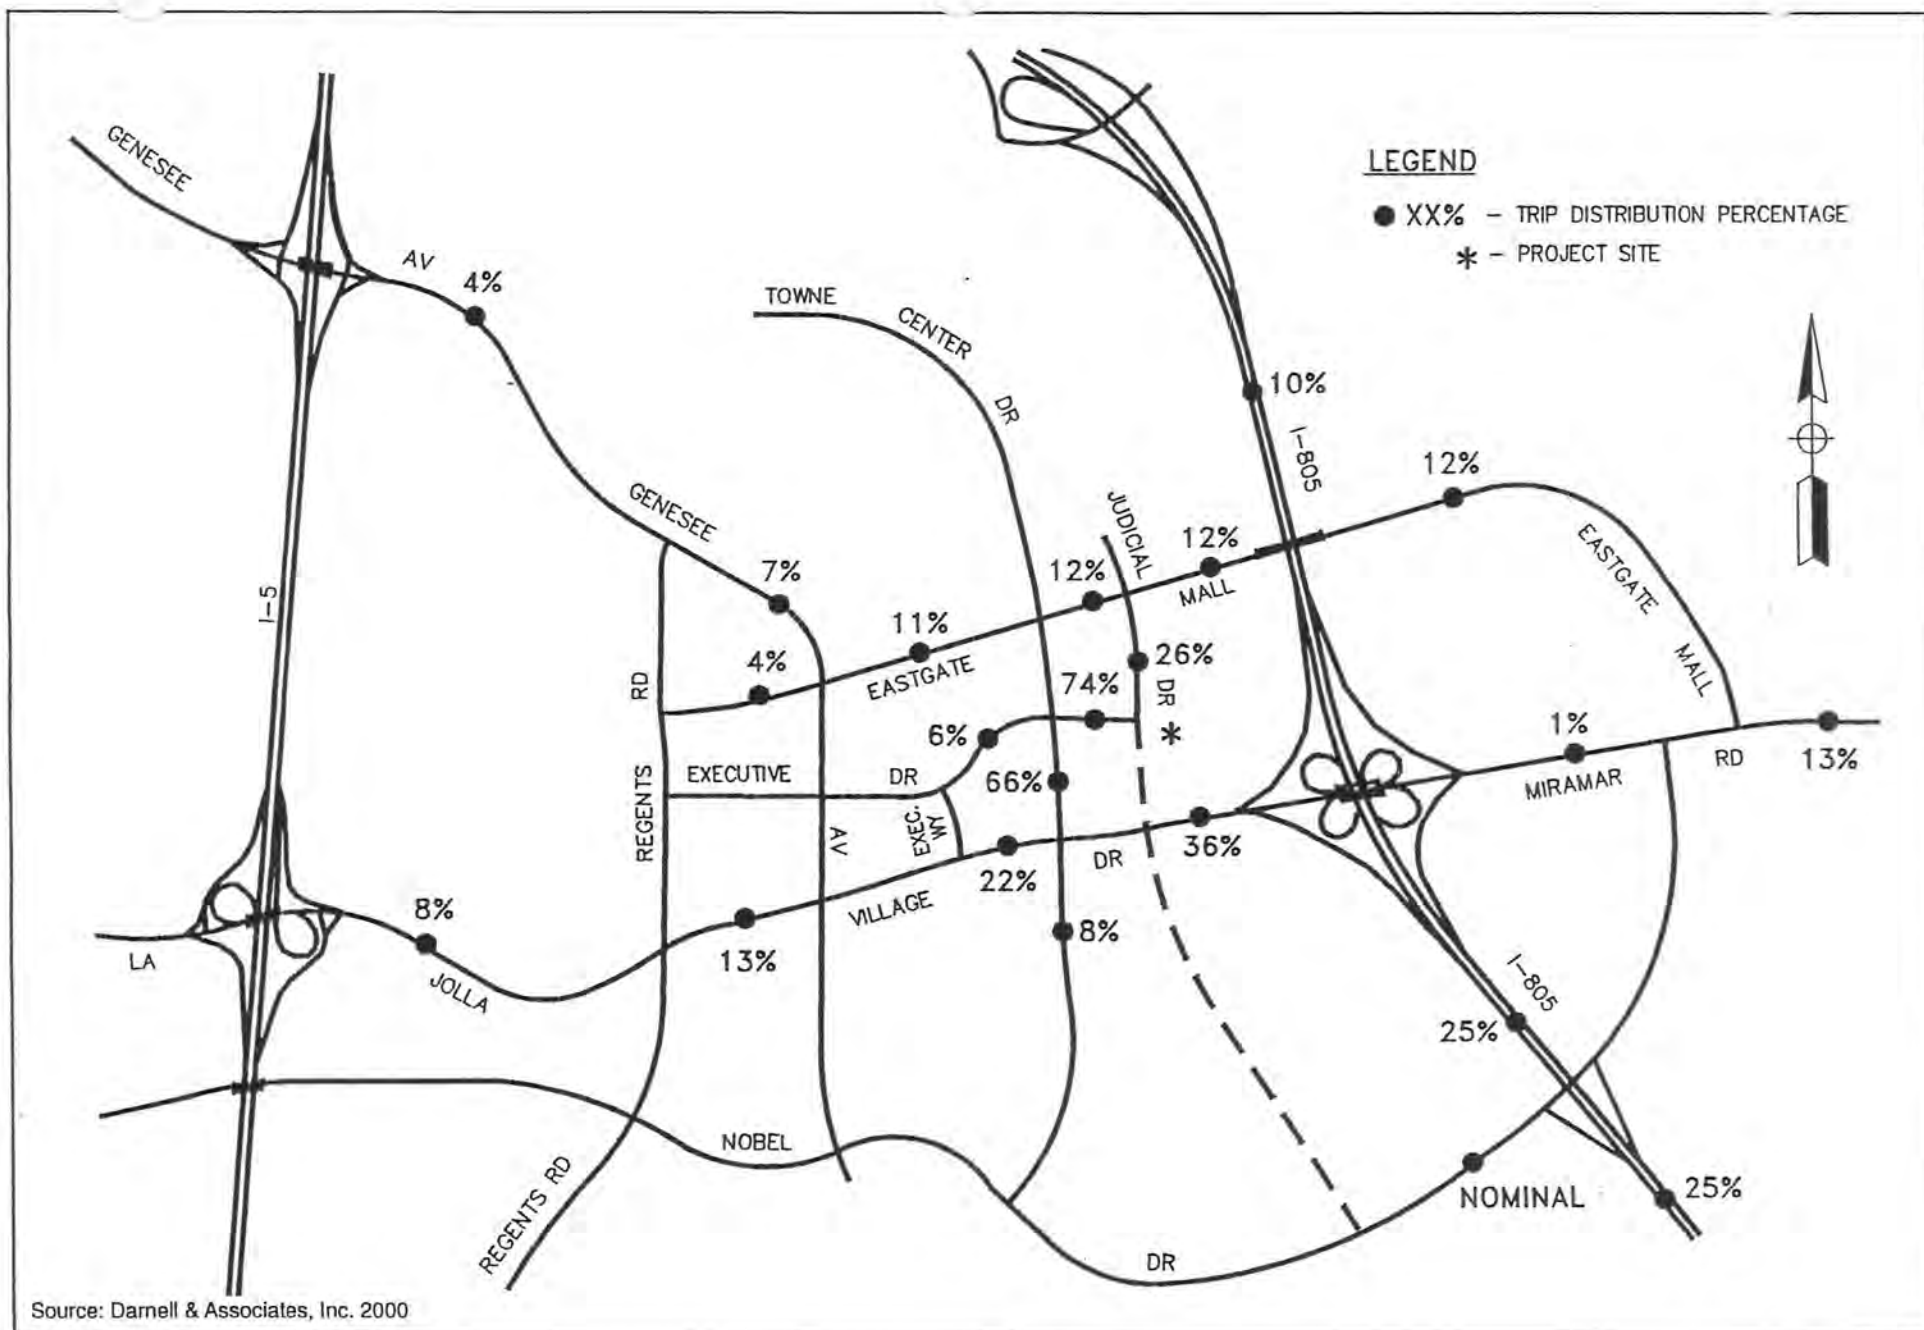 GENESEE
AV
4%
I-5
TOWNE
CENTER
DR
LEGEND
XX% - TRIP DISTRIBUTION PERCENTAGE
* - PROJECT SITE
10%
I-805
12%
GENESEE
7%
JUDICIAL
12%
12%
MALL
EASTGATE
MALL
11%
4%
EASTGATE
RD
26%
74%
DR
*
6%
66%
1%
MIRAMAR
RD
13%
REGENTS
EXECUTIVE
DR
EXEC.
WY
AV
22%
DR
36%
8%
LA
8%
JOLLA
13%
VILLAGE
I-805
25%
NOBEL
REGENTS RD
NOMINAL
25%
DR
Source: Darnell & Associates, Inc. 2000